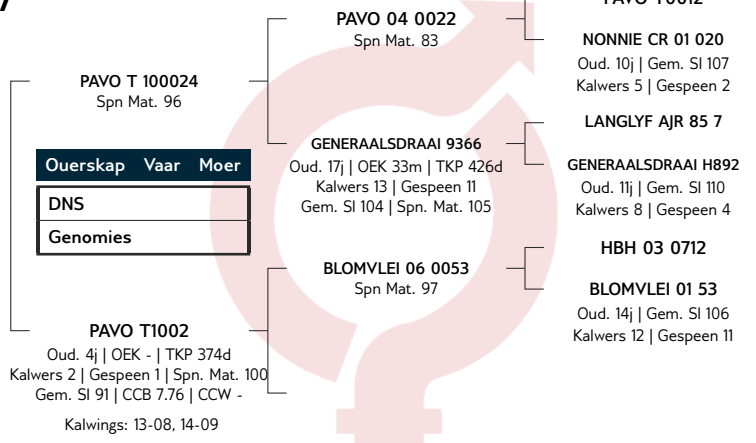 PAVO 04 0022
Spn Mat. 83
NONNIE CR 01 020
Oud. 10j | Gem. SI 107
Kalwers 5 | Gespeen 2
PAVO T 100024
Spn Mat. 96
LANGLYF AJR 85 7
GENERAALSDRAAI 9366
Oud. 17j | OEK 33m | TKP 426d
Kalwers 13 | Gespeen 11
Gem. SI 104 | Spn. Mat. 105
GENERAALSDRAAI H892
Oud. 11j | Gem. SI 110
Kalwers 8 | Gespeen 4
Ouerskap Vaar Moer
DNS
Genomies
HBH 03 0712
BLOMVLEI 06 0053
Spn Mat. 97
BLOMVLEI 01 53
Oud. 14j | Gem. SI 106
Kalwers 12 | Gespeen 11
PAVO T1002
Oud. 4j | OEK - | TKP 374d
Kalwers 2 | Gespeen 1 | Spn. Mat. 100
Gem. SI 91 | CCB 7.76 | CCW -
Kalwings: 13-08, 14-09